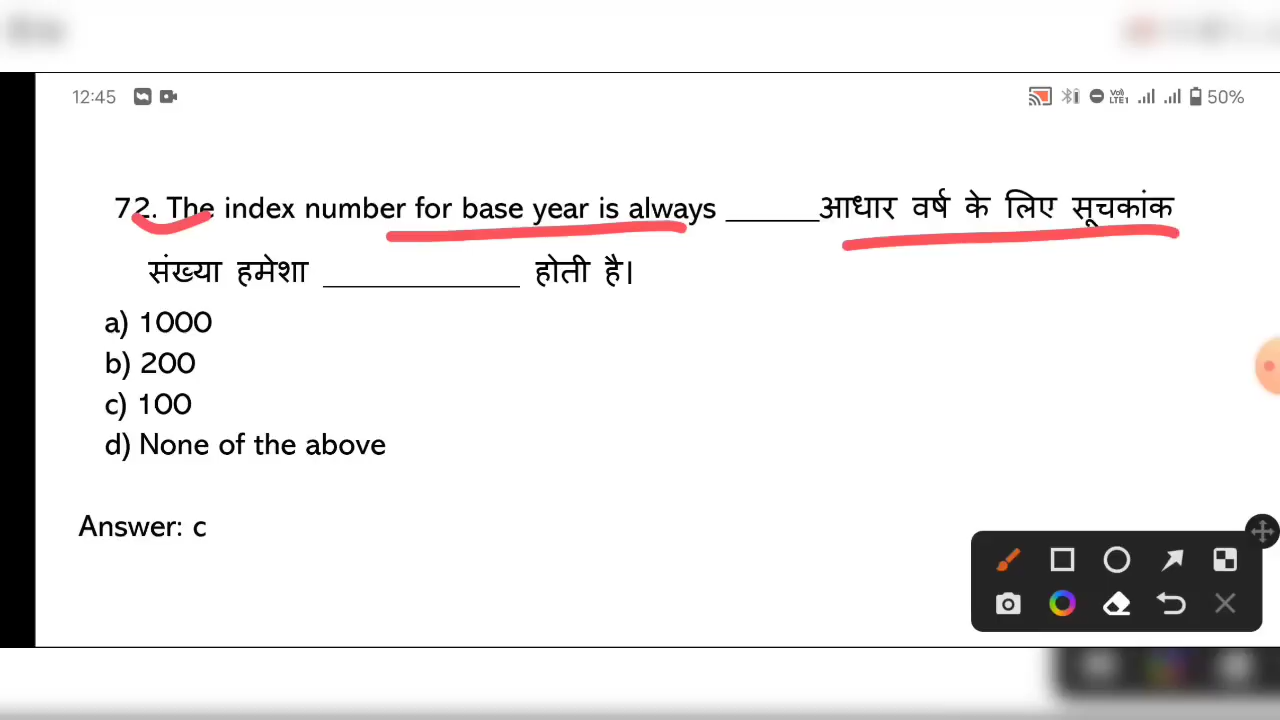 12:45 50%
72. The index number for base year is always ______आधार वर्ष के लिए सूचकांक
संख्या हमेशा _____________ होती है।
a) 1000
b) 200
c) 100
d) None of the above
Answer: c